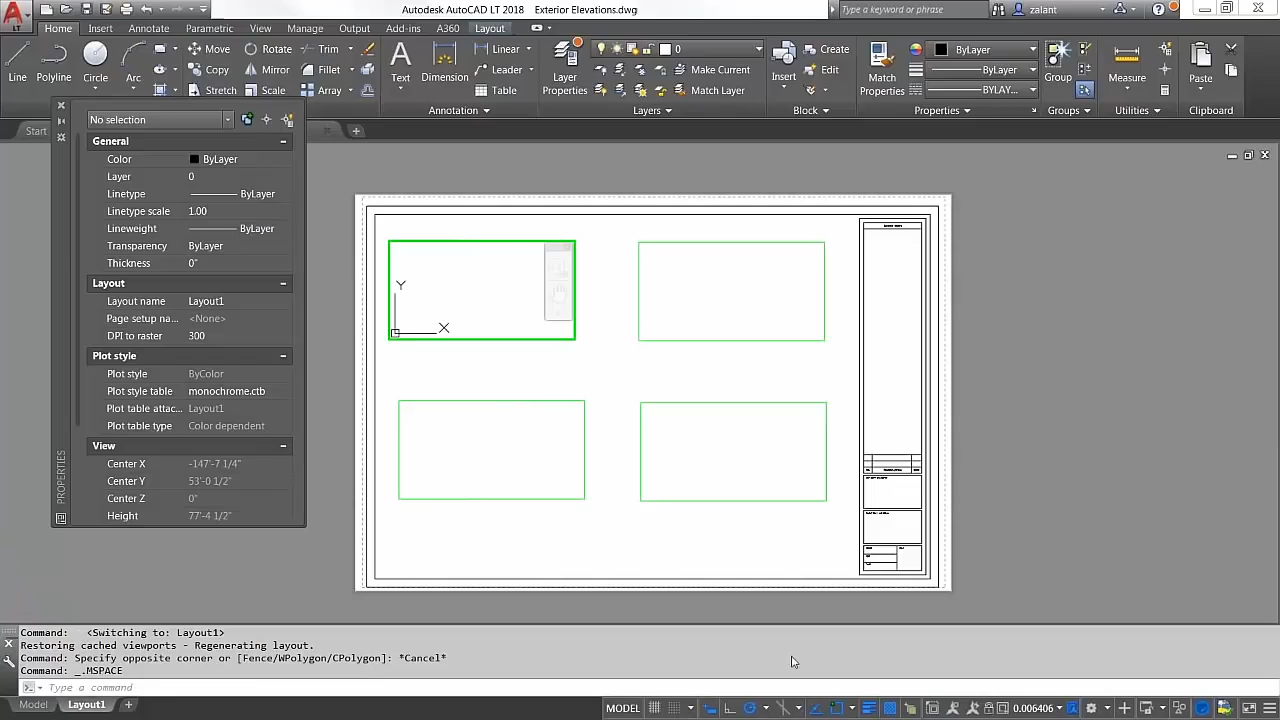 Autodesk AutoCAD LT 2018 Exterior Elevations.dwg
Type a keyword or phrase
zalant
Home Insert Annotate Parametric View Manage Output Add-ins A360 Layout
Line Polyline Circle Arc
Move Rotate Trim
Copy Mirror Fillet
Stretch Scale Array
Text Dimension
Linear
Leader
Table
Annotation
Layer
Properties
0
Make Current
Match Layer
Layers
Insert
Create
Edit
Block
Match
Properties
ByLayer
ByLayer
BYLAY...
Properties
Group
Groups
Measure
Utilities
Paste
Clipboard
Start
No selection
General
Color ByLayer
Layer 0
Linetype ByLayer
Linetype scale 1.00
Lineweight ByLayer
Transparency ByLayer
Thickness 0"
Layout
Layout name Layout1
Page setup na... <None>
DPI to raster 300
Plot style
Plot style ByColor
Plot style table monochrome.ctb
Plot table attac... Layout1
Plot table type Color dependent
View
Center X -147'-7 1/4"
Center Y 53'-0 1/2"
Center Z 0"
Height 77'-4 1/2"
PROPERTIES
Y
X
Command: <Switching to: Layout1>
Restoring cached viewports - Regenerating layout.
Command: Specify opposite corner or [Fence/WPolygon/CPolygon]: *Cancel*
Command: _.MSPACE
Type a command
Model Layout1
MODEL
0.006406